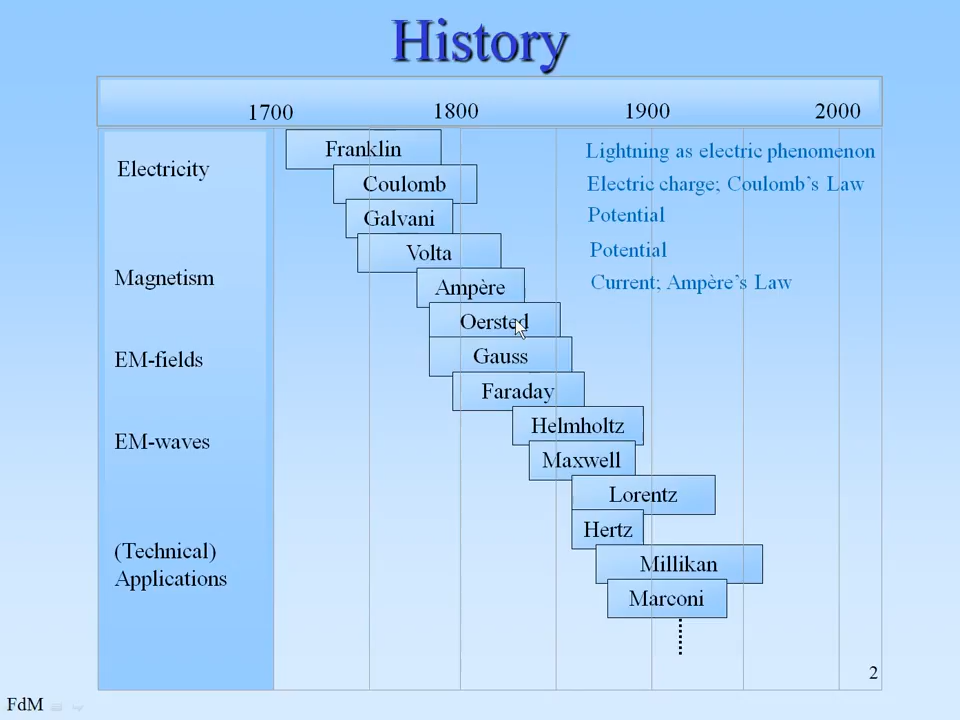 History
1700 1800 1900 2000
Electricity
Franklin
Lightning as electric phenomenon
Coulomb
Electric charge; Coulomb's Law
Galvani
Potential
Volta
Potential
Magnetism
Ampère
Current; Ampère's Law
Oersted
EM-fields
Gauss
Faraday
EM-waves
Helmholtz
Maxwell
Lorentz
Hertz
(Technical)
Applications
Millikan
Marconi
2
FdM